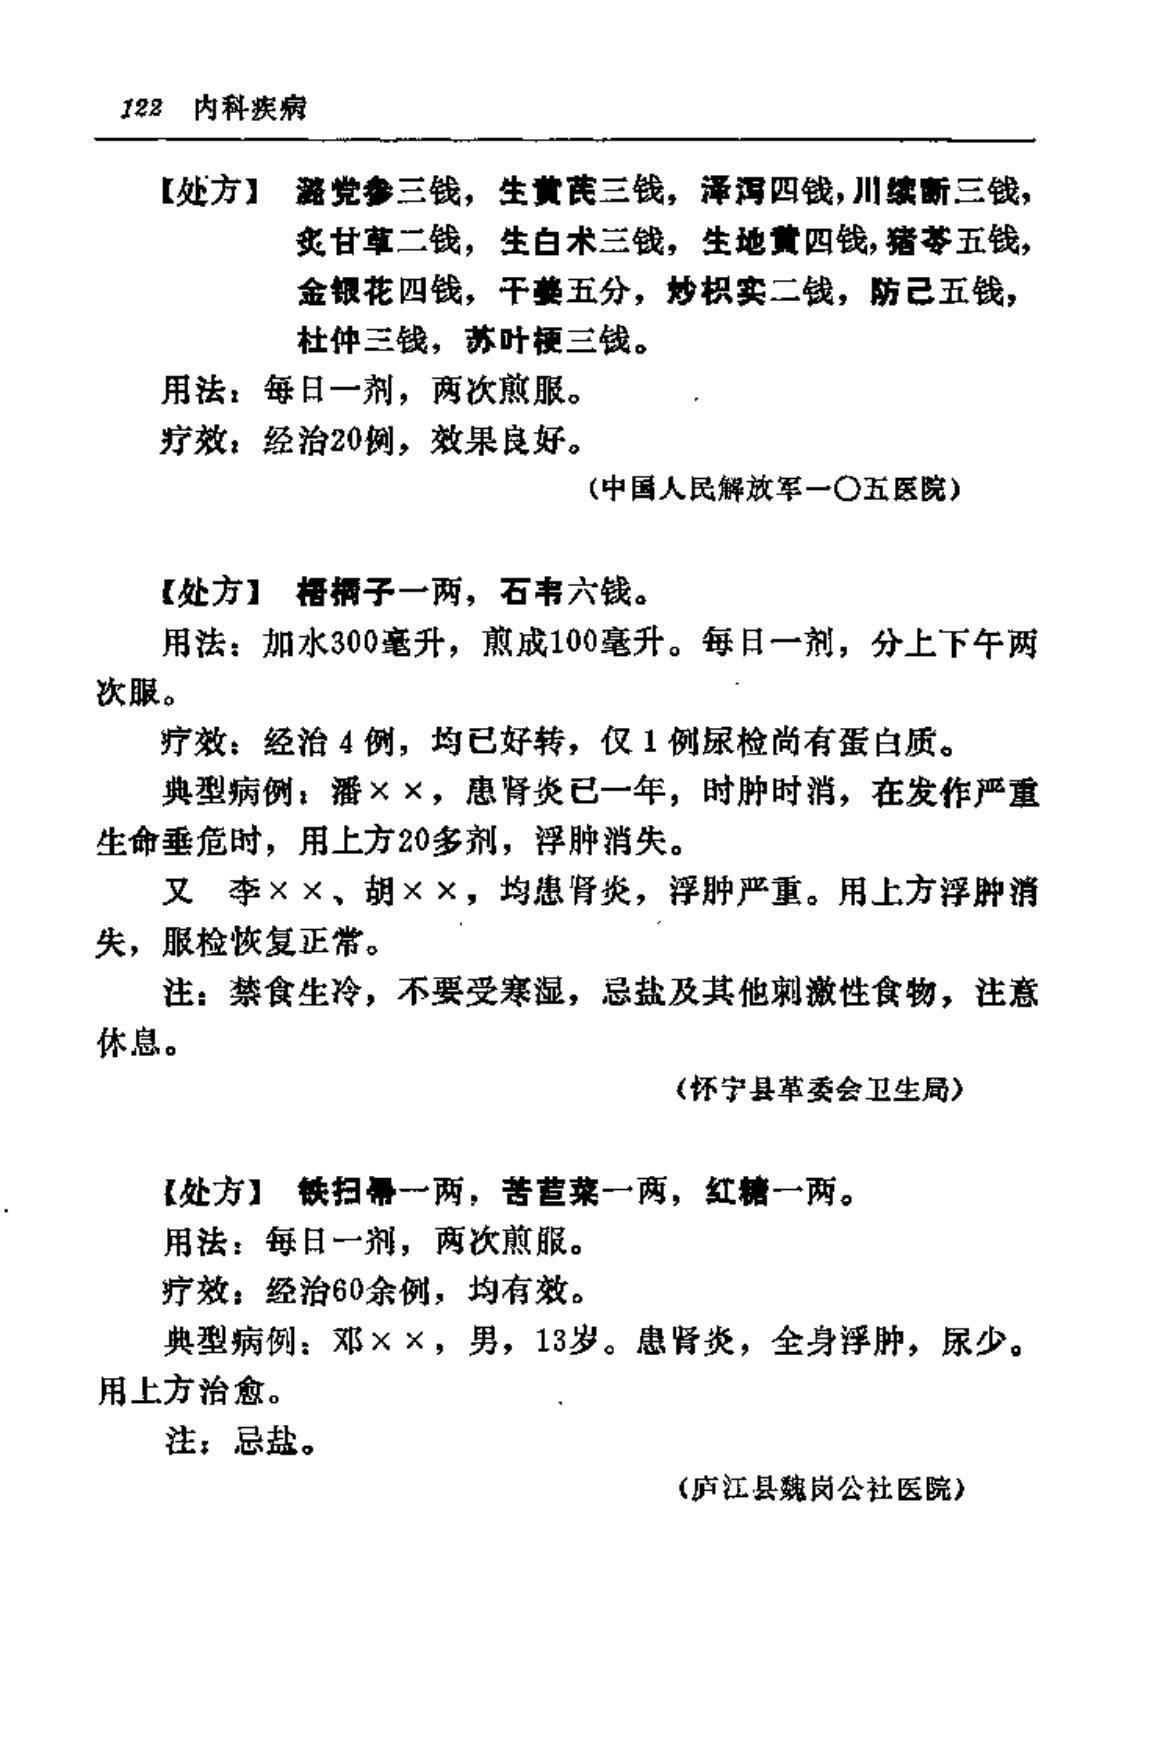 122 内科疾病
【处方】 潞党参三钱，生黄芪三钱，泽泻四钱，川续断三钱，
炙甘草二钱，生白术三钱，生地黄四钱，猪苓五钱，
金银花四钱，干姜五分，炒枳实二钱，防己五钱，
杜仲三钱，苏叶梗三钱。
用法：每日一剂，两次煎服。
疗效：经治20例，效果良好。
（中国人民解放军一〇五医院）
【处方】 梧桐子一两，石韦六钱。
用法：加水300毫升，煎成100毫升。每日一剂，分上下午两
次服。
疗效：经治4例，均已好转，仅1例尿检尚有蛋白质。
典型病例：潘××，患肾炎已一年，时肿时消，在发作严重
生命垂危时，用上方20多剂，浮肿消失。
又 李××、胡××，均患肾炎，浮肿严重。用上方浮肿消
失，服检恢复正常。
注：禁食生冷，不要受寒湿，忌盐及其他刺激性食物，注意
休息。
（怀宁县革委会卫生局）
【处方】 铁扫帚一两，苦苣菜一两，红糖一两。
用法：每日一剂，两次煎服。
疗效：经治60余例，均有效。
典型病例：邓××，男，13岁。患肾炎，全身浮肿，尿少。
用上方治愈。
注：忌盐。
（庐江县魏岗公社医院）